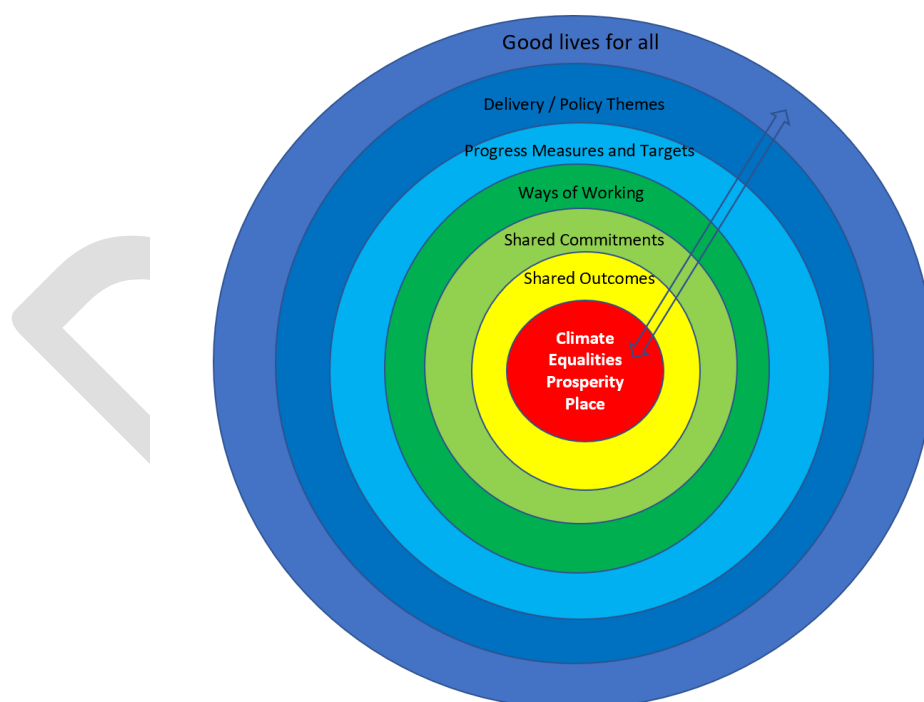 Good lives for all
Delivery / Policy Themes
Progress Measures and Targets
Ways of Working
Shared Commitments
Shared Outcomes
Climate
Equalities
Prosperity
Place